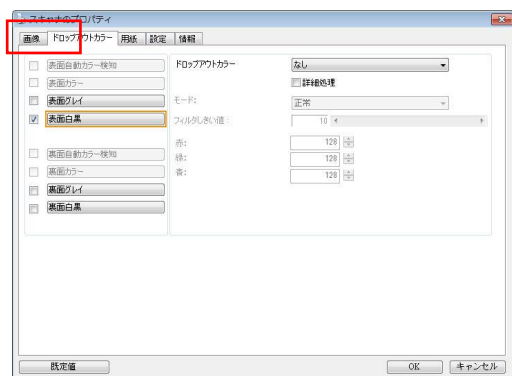 スキャナのプロパティ
画像 ドロップアウトカラー 用紙 設定 情報
表面自動カラー検知
表面カラー
表面グレイ
表面白黒
裏面自動カラー検知
裏面カラー
裏面グレイ
裏面白黒
ドロップアウトカラー なし
詳細処理
モード: 正常
フィルタしきい値: 10
赤: 128
緑: 128
青: 128
既定値 OK キャンセル